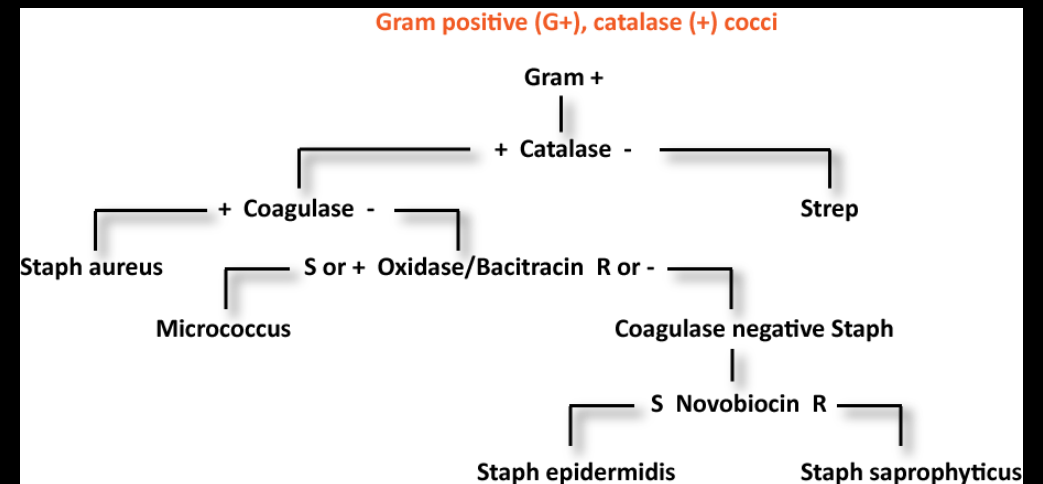 Gram positive (G+), catalase (+) cocci
Gram +
+ Catalase -
+ Coagulase -
Strep
Staph aureus
S or + Oxidase/Bacitracin R or -
Micrococcus
Coagulase negative Staph
S Novobiocin R
Staph epidermidis
Staph saprophyticus